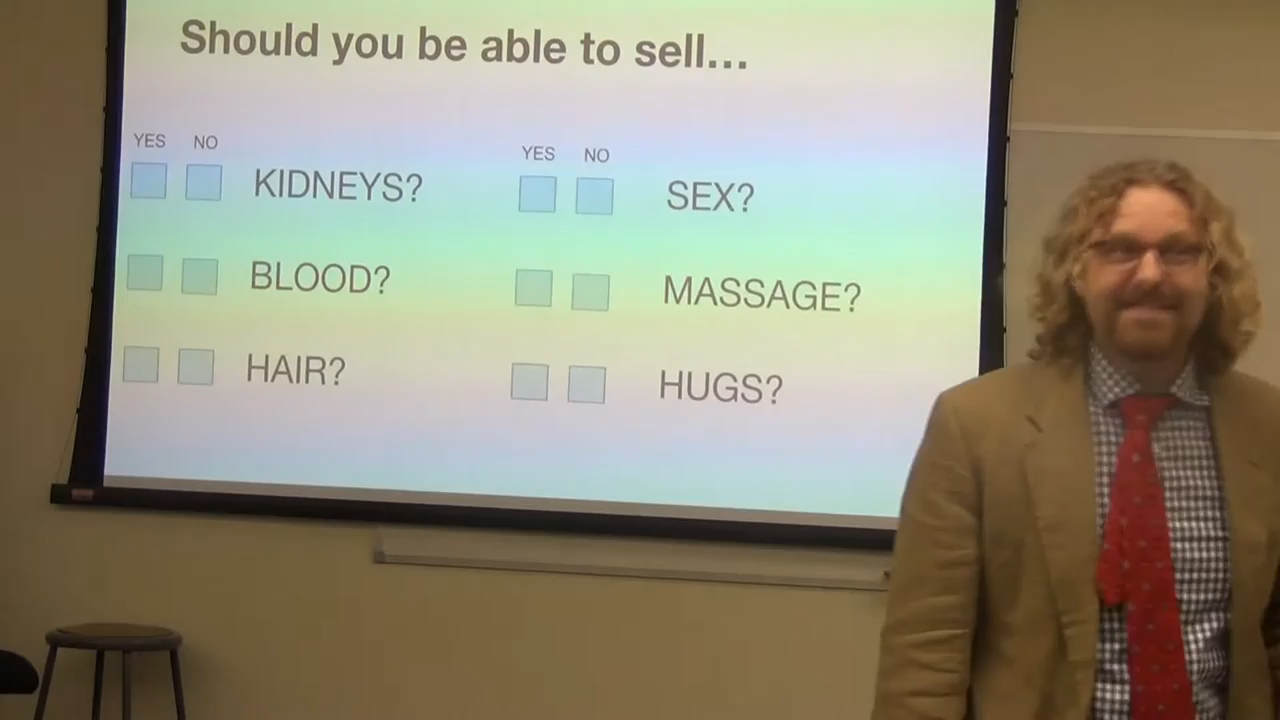 Should you be able to sell...
YES NO
KIDNEYS?
BLOOD?
HAIR?
YES NO
SEX?
MASSAGE?
HUGS?